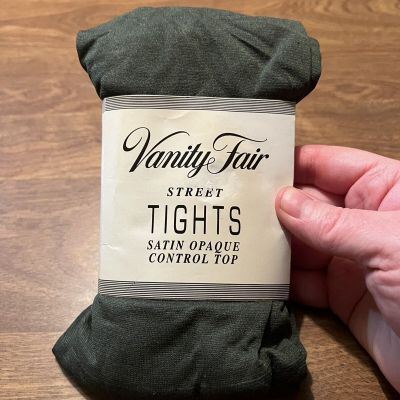 Vanity Fair
STREET
TIGHTS
SATIN OPAQUE
CONTROL TOP